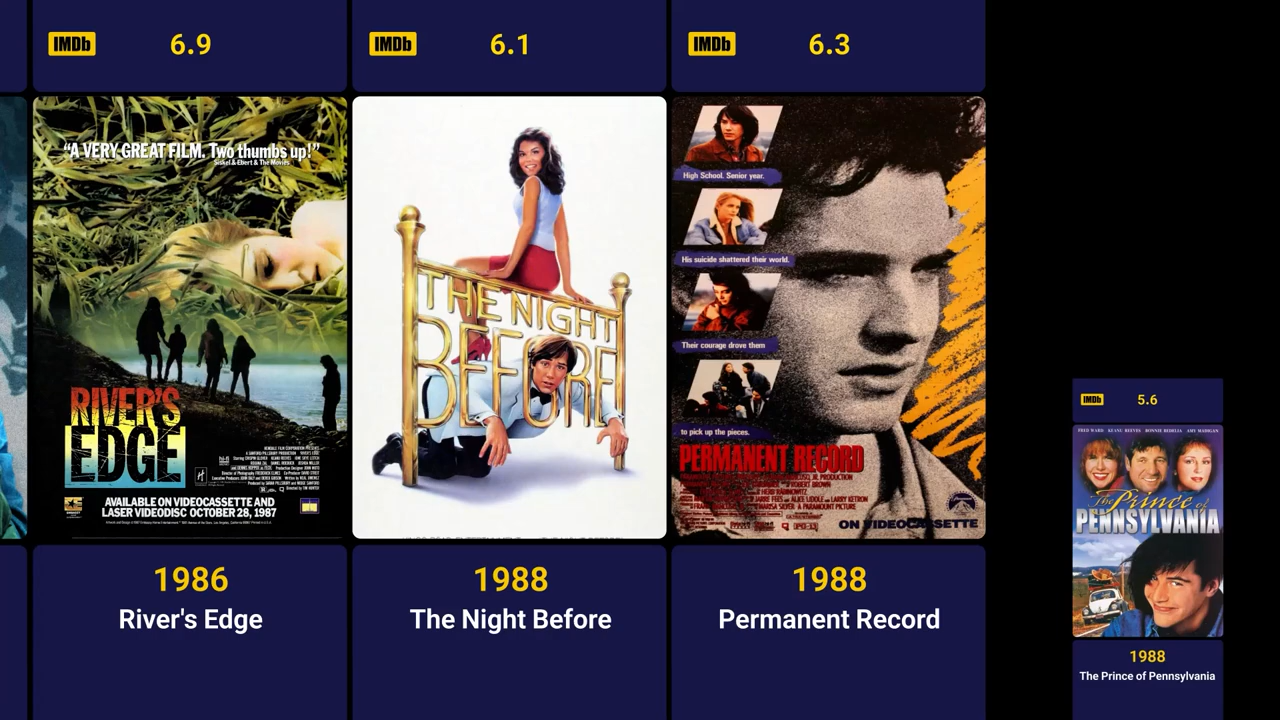 IMDb 6.9
IMDb 6.1
IMDb 6.3
"A VERY GREAT FILM. Two thumbs up!"
Siskel & Ebert & The Movies
RIVER'S
EDGE
AVAILABLE ON VIDEOCASSETTE AND
LASER VIDEODISC OCTOBER 28, 1987
THE NIGHT
BEFORE
High School. Senior year.
His suicide shattered their world.
Their courage drove them
to pick up the pieces.
PERMANENT RECORD
ON VIDEOCASSETTE
1986
River's Edge
1988
The Night Before
1988
Permanent Record
IMDb 5.6
FRED WARD KEANU REEVES BONNIE BEDELIA AMY MADIGAN
The Prince of
PENNSYLVANIA
1988
The Prince of Pennsylvania